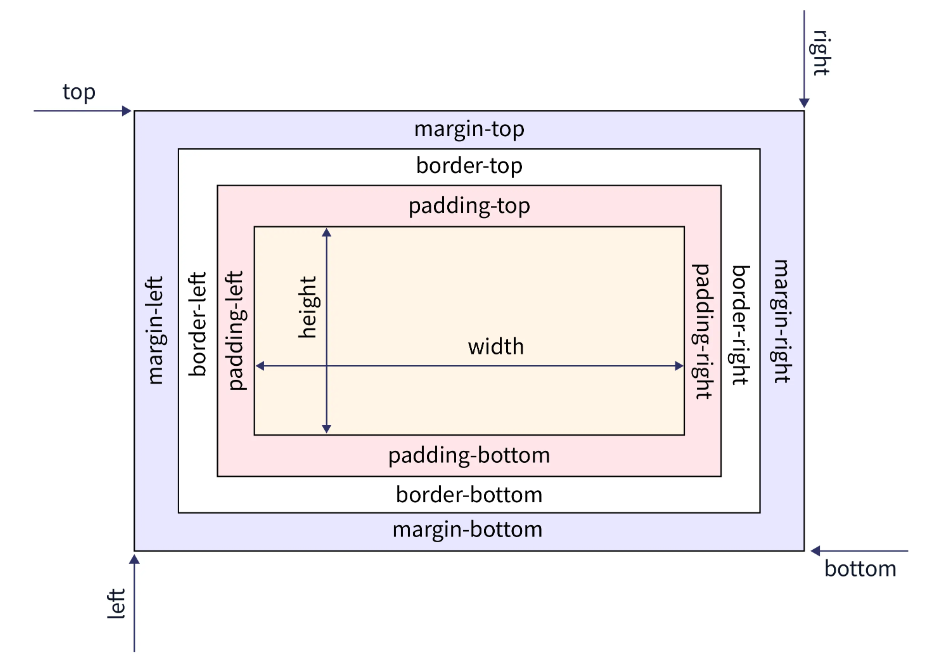 right
top
margin-top
border-top
padding-top
margin-left
border-left
padding-left
height
width
padding-right
border-right
margin-right
padding-bottom
border-bottom
margin-bottom
bottom
left